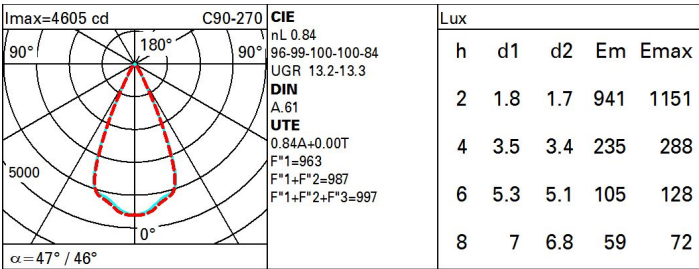 Imax=4605 cd C90-270
90° 180° 90°
5000
0°
α=47° / 46°
CIE
nL 0.84
96-99-100-100-84
UGR 13.2-13.3
DIN
A.61
UTE
0.84A+0.00T
F"1=963
F"1+F"2=987
F"1+F"2+F"3=997
Lux
h d1 d2 Em Emax
2 1.8 1.7 941 1151
4 3.5 3.4 235 288
6 5.3 5.1 105 128
8 7 6.8 59 72